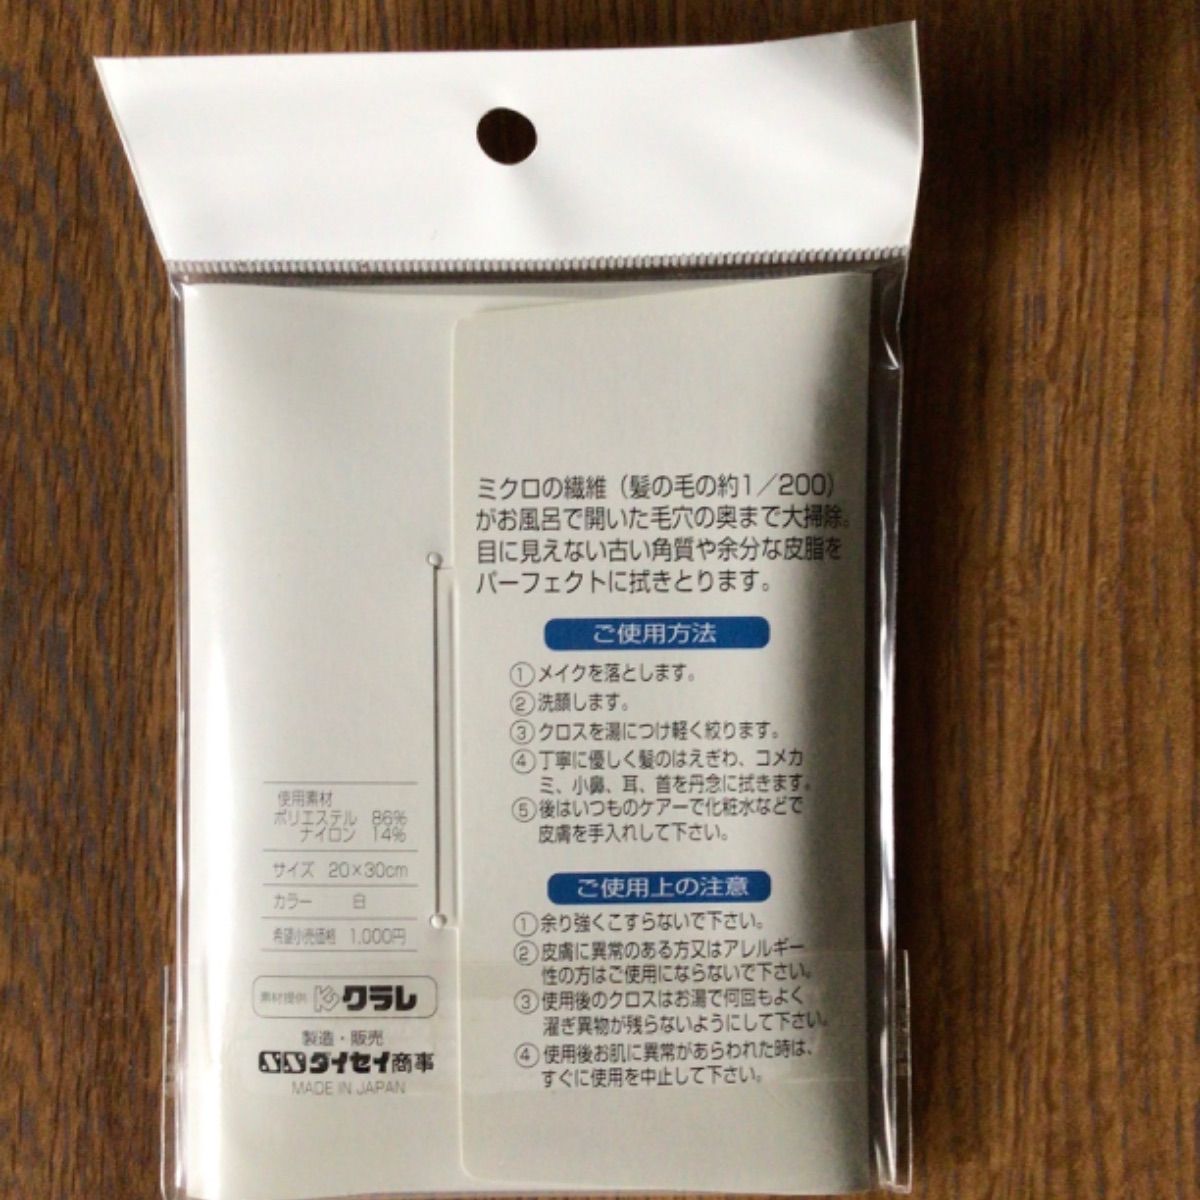 ミクロの繊維（髪の毛の約1／200）
がお風呂で開いた毛穴の奥まで大掃除。
目に見えない古い角質や余分な皮脂を
パーフェクトに拭きとります。
ご使用方法
①メイクを落とします。
②洗顔します。
③クロスを湯につけ軽く絞ります。
④丁寧に優しく髪のはえぎわ、コメカ
ミ、小鼻、耳、首を丹念に拭きます。
⑤後はいつものケアーで化粧水などで
皮膚を手入れして下さい。
ご使用上の注意
①余り強くこすらないで下さい。
②皮膚に異常のある方又はアレルギー
性の方はご使用にならないで下さい。
③使用後のクロスはお湯で何回もよく
濯ぎ異物が残らないようにして下さい。
④使用後お肌に異常があらわれた時は、
すぐに使用を中止して下さい。
使用素材
ポリエステル 86%
ナイロン 14%
サイズ 20×30cm
カラー 白
希望小売価格 1,000円
素材提供 クラレ
製造・販売
ダイセイ商事
MADE IN JAPAN